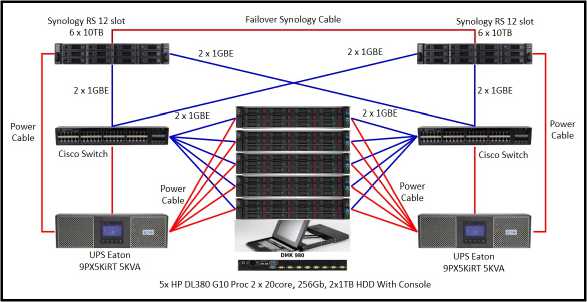 Synology RS 12 slot
6 x 10TB
Failover Synology Cable
Synology RS 12 slot
6 x 10TB
2 x 1GBE
2 x 1GBE
2 x 1GBE
2 x 1GBE
2 x 1GBE
2 x 1GBE
Power
Cable
Cisco Switch
Power
Cable
Power
Cable
Cisco Switch
Power
Cable
UPS Eaton
9PX5KiRT 5KVA
DMK 980
UPS Eaton
9PX5KiRT 5KVA
5x HP DL380 G10 Proc 2 x 20core, 256Gb, 2x1TB HDD With Console